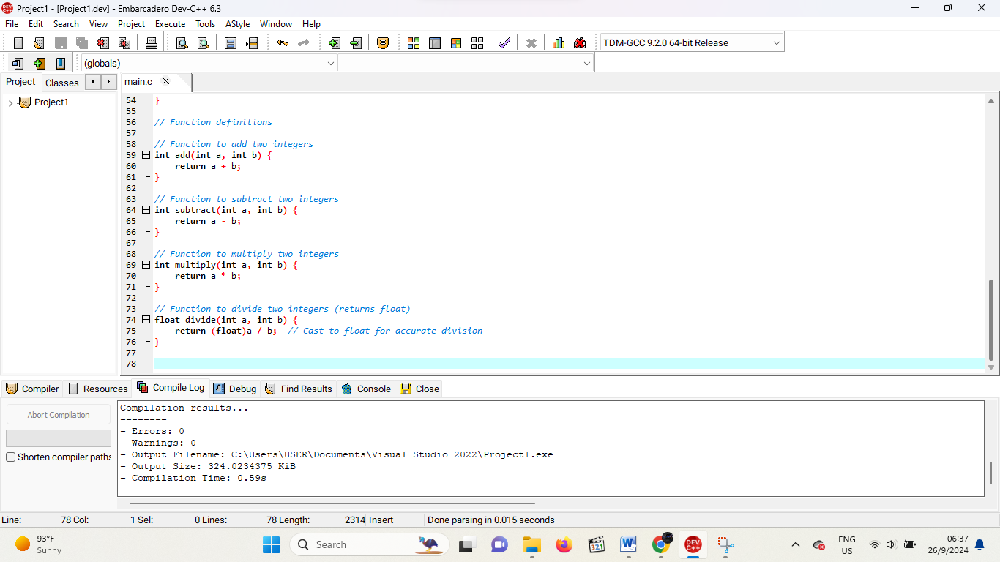 Project1 - [Project1.dev] - Embarcadero Dev-C++ 6.3
File Edit Search View Project Execute Tools AStyle Window Help
TDM-GCC 9.2.0 64-bit Release
(globals)
Project Classes main.c
Project1
54 }
55
56 // Function definitions
57
58 // Function to add two integers
59 int add(int a, int b) {
60 return a + b;
61 }
62
63 // Function to subtract two integers
64 int subtract(int a, int b) {
65 return a - b;
66 }
67
68 // Function to multiply two integers
69 int multiply(int a, int b) {
70 return a * b;
71 }
72
73 // Function to divide two integers (returns float)
74 float divide(int a, int b) {
75 return (float)a / b; // Cast to float for accurate division
76 }
77
78
Compiler Resources Compile Log Debug Find Results Console Close
Abort Compilation
Shorten compiler paths
Compilation results...
--------
- Errors: 0
- Warnings: 0
- Output Filename: C:\Users\USER\Documents\Visual Studio 2022\Project1.exe
- Output Size: 324.0234375 KiB
- Compilation Time: 0.59s
Line: 78 Col: 1 Sel: 0 Lines: 78 Length: 2314 Insert Done parsing in 0.015 seconds
93°F
Sunny
Search
321
DEV
C++
ENG
US
06:37
26/9/2024